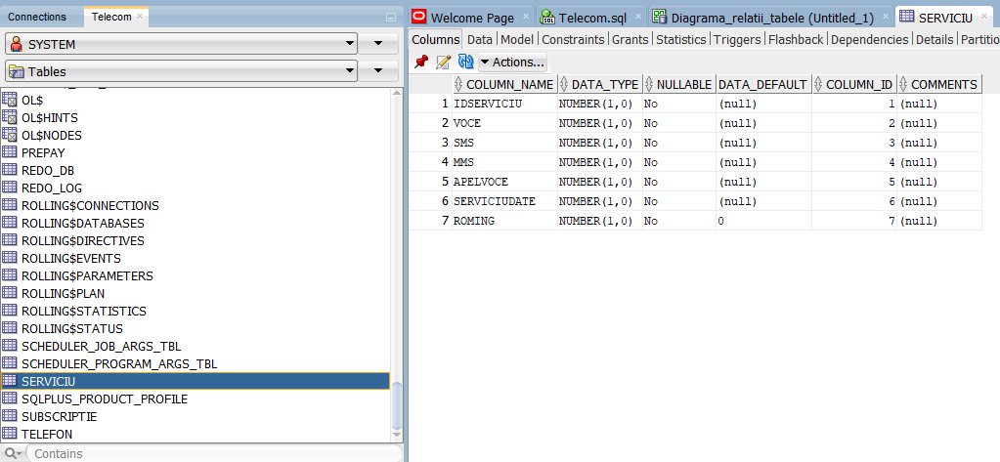 Connections Telecom
SYSTEM
Tables
OL$
OL$HINTS
OL$NODES
PREPAY
REDO_DB
REDO_LOG
ROLLING$CONNECTIONS
ROLLING$DATABASES
ROLLING$DIRECTIVES
ROLLING$EVENTS
ROLLING$PARAMETERS
ROLLING$PLAN
ROLLING$STATISTICS
ROLLING$STATUS
SCHEDULER_JOB_ARGS_TBL
SCHEDULER_PROGRAM_ARGS_TBL
SERVICIU
SQLPLUS_PRODUCT_PROFILE
SUBSCRIPTIE
TELEFON
Contains
Welcome Page Telecom.sql Diagrama_relatii_tabele (Untitled_1) SERVICIU
Columns Data Model Constraints Grants Statistics Triggers Flashback Dependencies Details Partitio
Actions...
COLUMN_NAME DATA_TYPE NULLABLE DATA_DEFAULT COLUMN_ID COMMENTS
1 IDSERVICIU NUMBER(1,0) No (null) 1 (null)
2 VOCE NUMBER(1,0) No (null) 2 (null)
3 SMS NUMBER(1,0) No (null) 3 (null)
4 MMS NUMBER(1,0) No (null) 4 (null)
5 APELVOCE NUMBER(1,0) No (null) 5 (null)
6 SERVICIUDATE NUMBER(1,0) No (null) 6 (null)
7 ROMING NUMBER(1,0) No 0 7 (null)